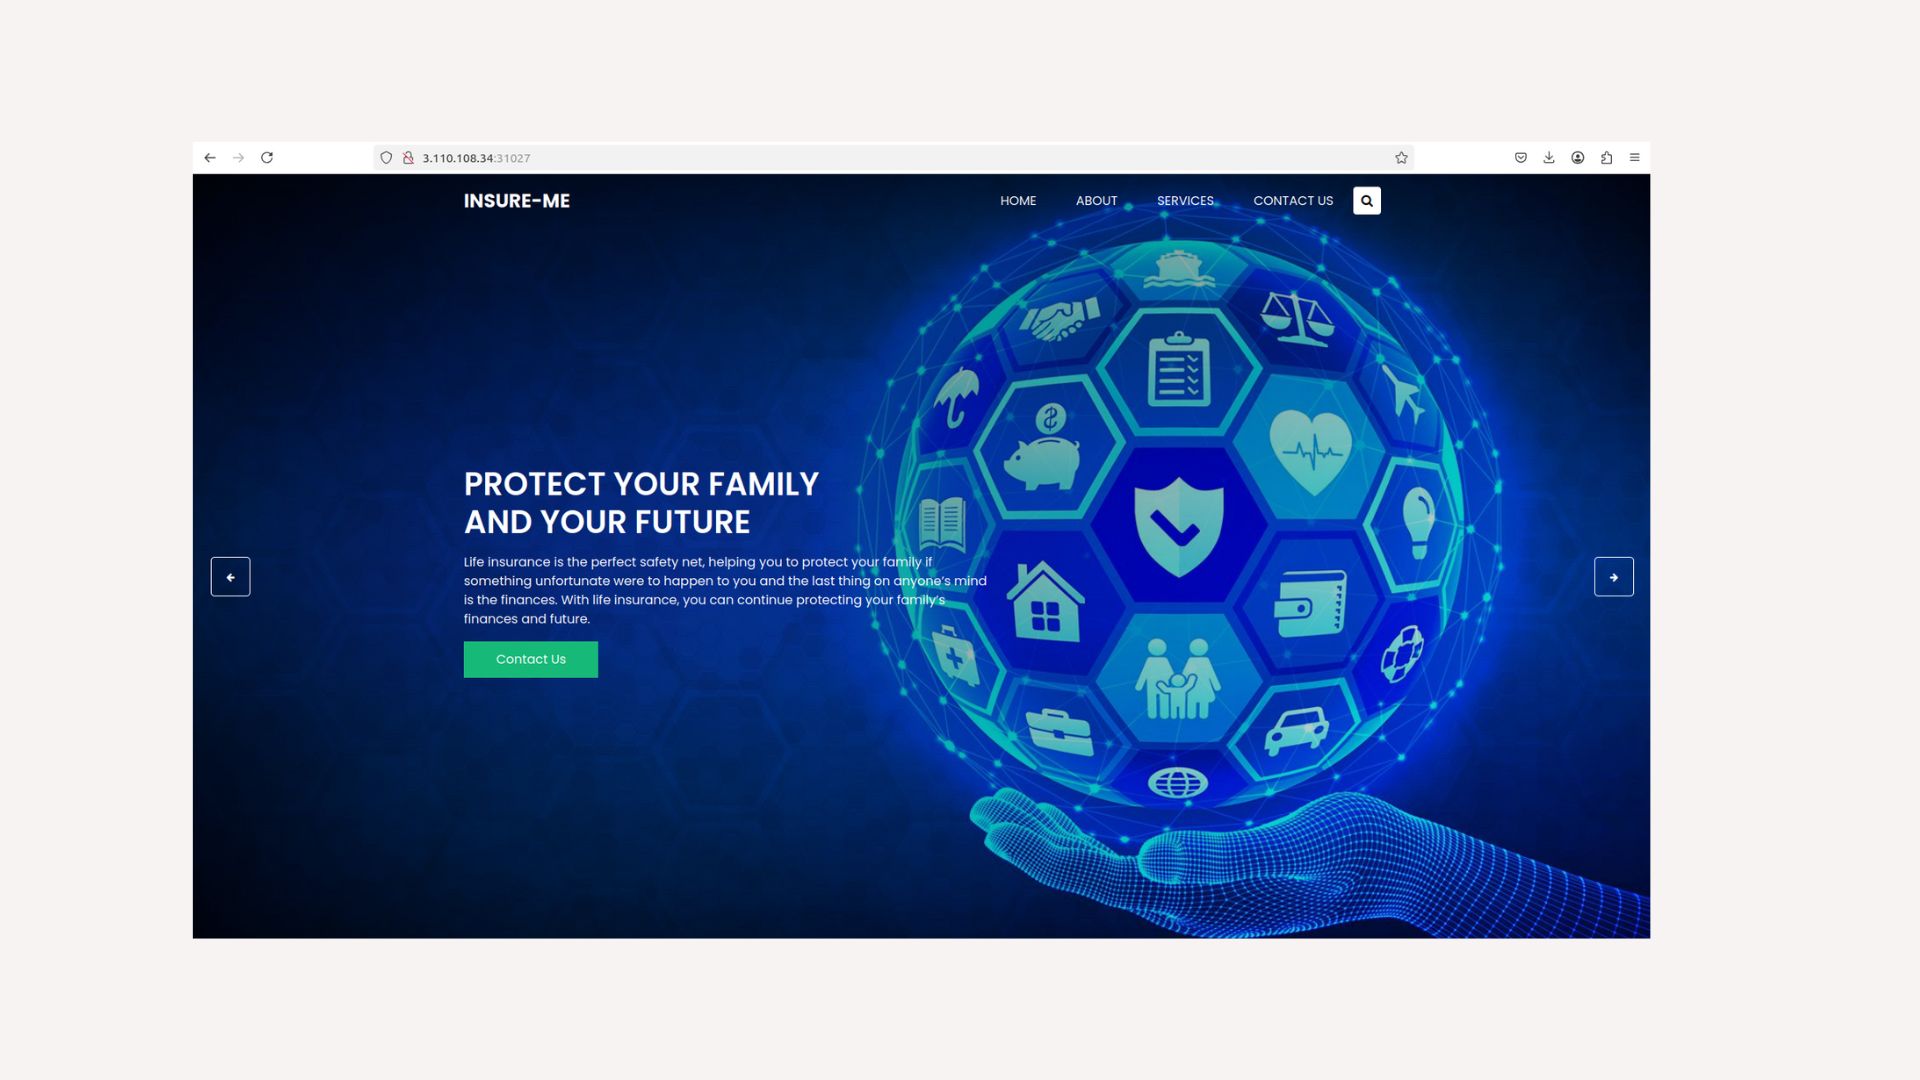 3.110.108.34:31027
INSURE-ME
HOME ABOUT SERVICES CONTACT US
PROTECT YOUR FAMILY
AND YOUR FUTURE
Life insurance is the perfect safety net, helping you to protect your family if
something unfortunate were to happen to you and the last thing on anyone's mind
is the finances. With life insurance, you can continue protecting your family's
finances and future.
Contact Us